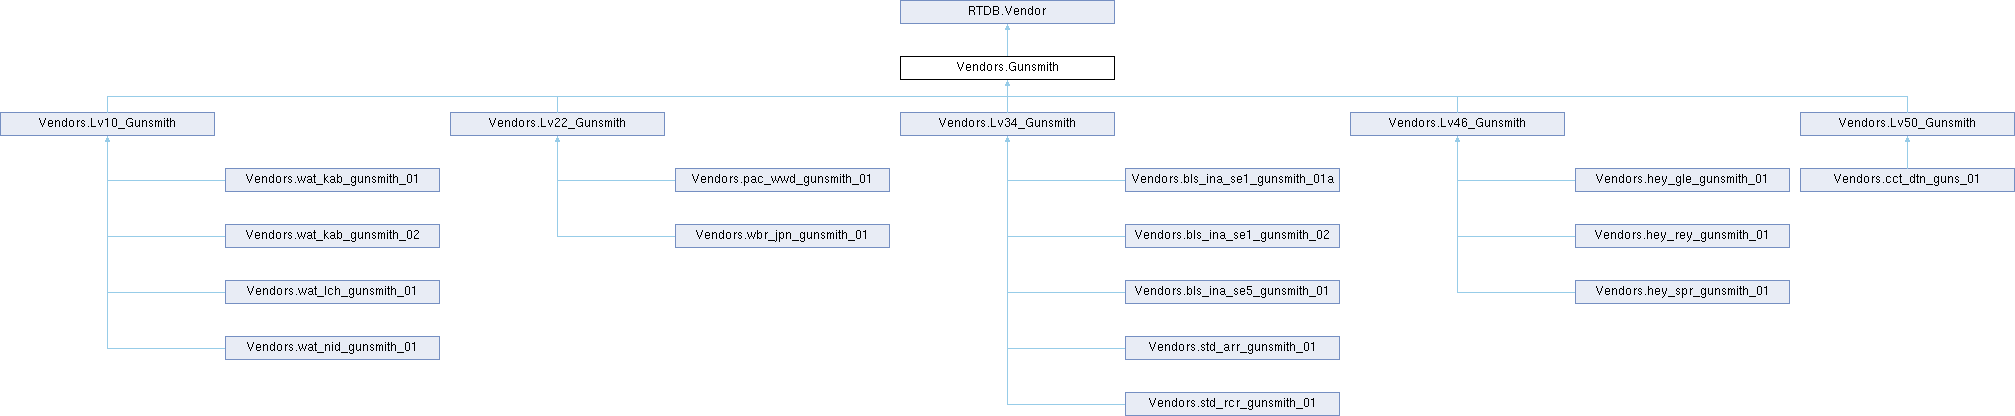 RTDB.Vendor
Vendors.Gunsmith
Vendors.Lv10_Gunsmith
Vendors.Lv22_Gunsmith
Vendors.Lv34_Gunsmith
Vendors.Lv46_Gunsmith
Vendors.Lv50_Gunsmith
Vendors.wat_kab_gunsmith_01
Vendors.pac_wwd_gunsmith_01
Vendors.bls_ina_se1_gunsmith_01a
Vendors.hey_gle_gunsmith_01
Vendors.cct_dtn_guns_01
Vendors.wat_kab_gunsmith_02
Vendors.wbr_jpn_gunsmith_01
Vendors.bls_ina_se1_gunsmith_02
Vendors.hey_rey_gunsmith_01
Vendors.wat_lch_gunsmith_01
Vendors.bls_ina_se5_gunsmith_01
Vendors.hey_spr_gunsmith_01
Vendors.wat_nid_gunsmith_01
Vendors.std_arr_gunsmith_01
Vendors.std_rcr_gunsmith_01